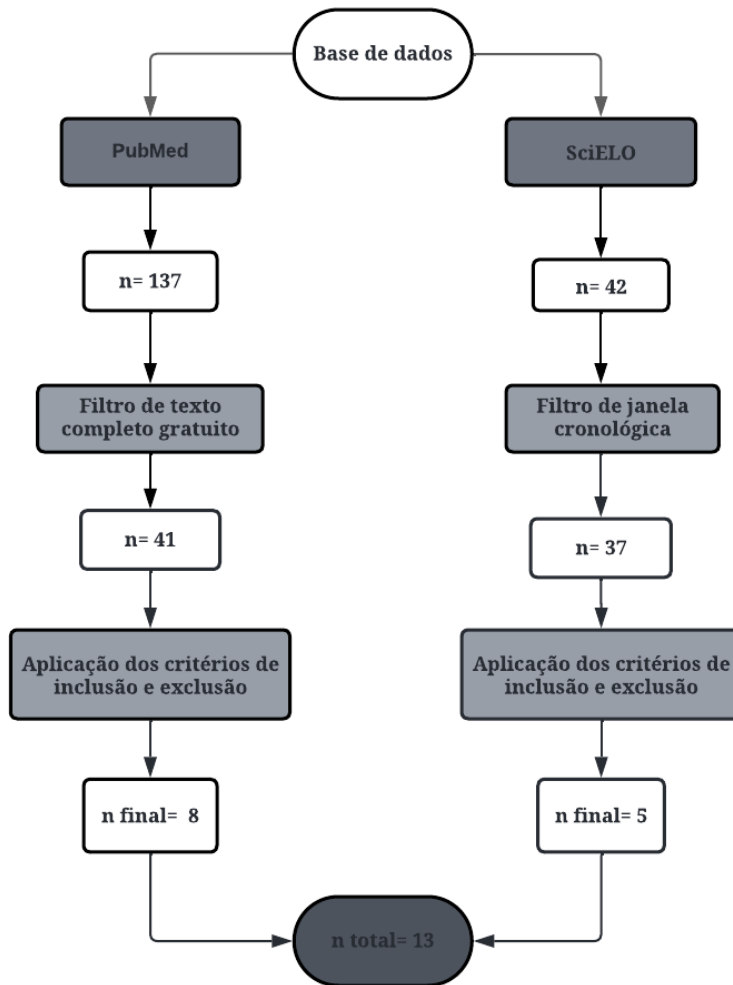 Base de dados
PubMed
SciELO
n= 137
n= 42
Filtro de texto
completo gratuito
Filtro de janela
cronológica
n= 41
n= 37
Aplicação dos critérios de
inclusão e exclusão
Aplicação dos critérios de
inclusão e exclusão
n final= 8
n final= 5
n total= 13